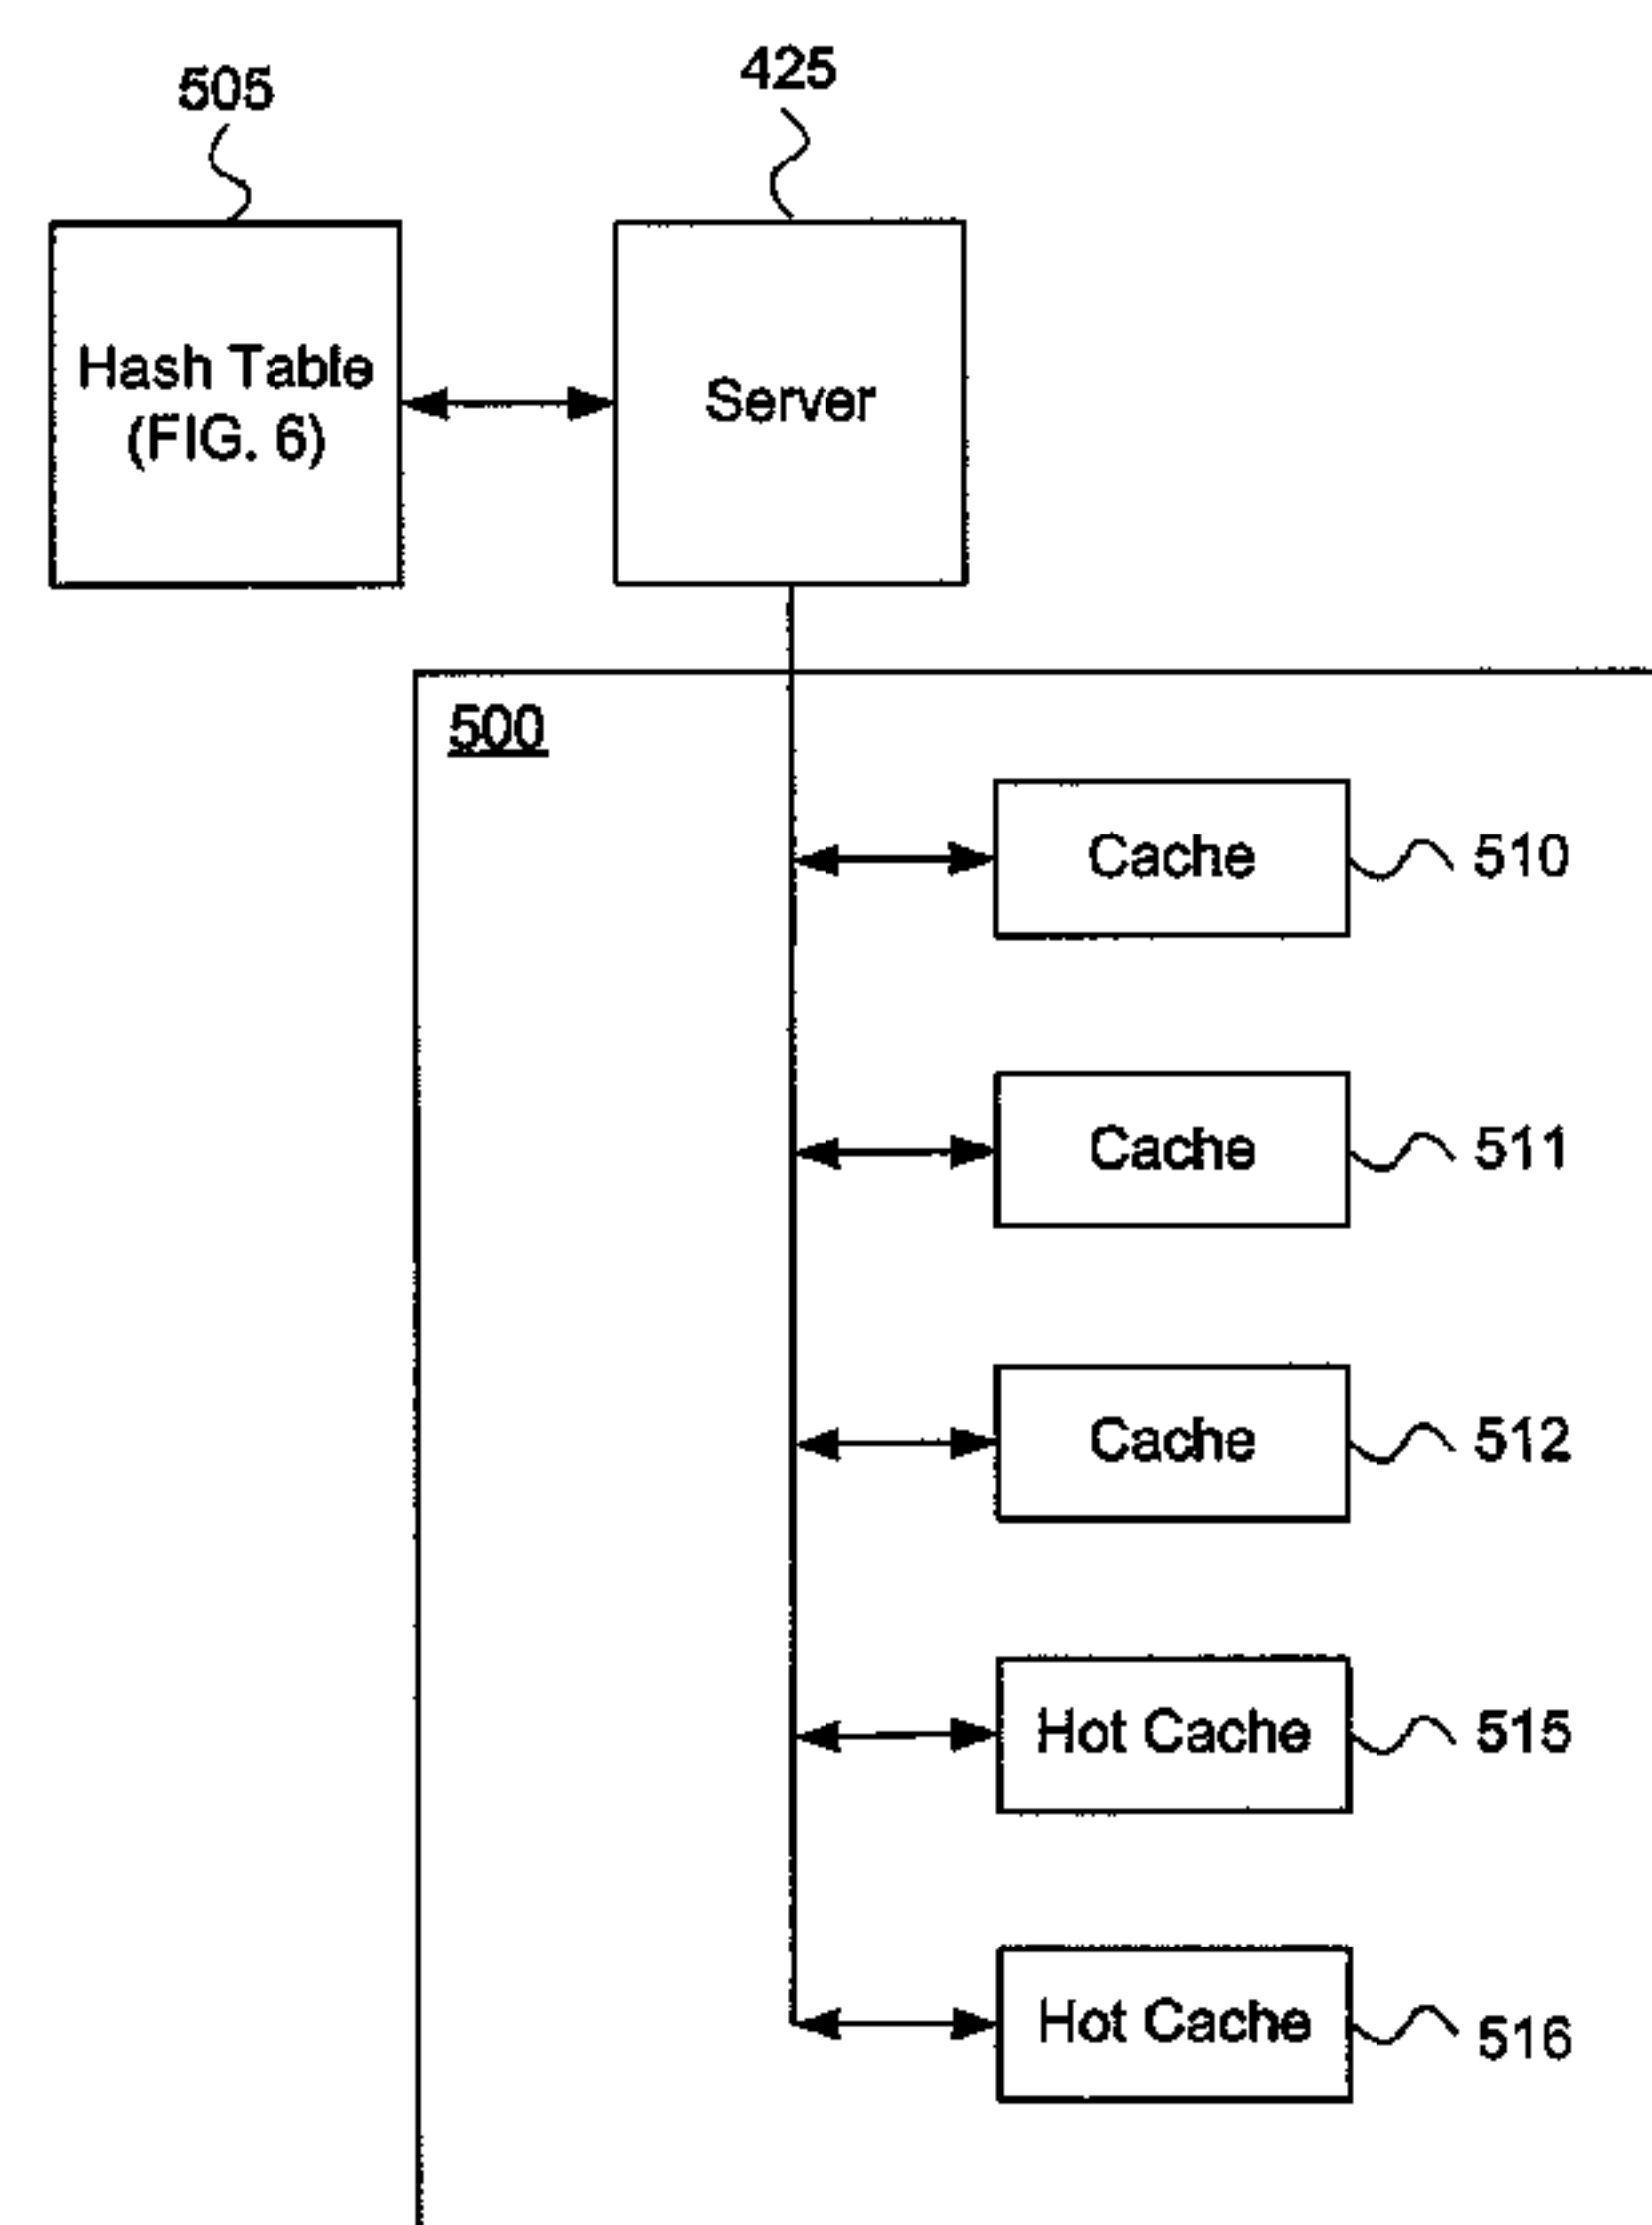 505
425
Hash Table
(FIG. 6)
Server
500
Cache
510
Cache
511
Cache
512
Hot Cache
515
Hot Cache
516